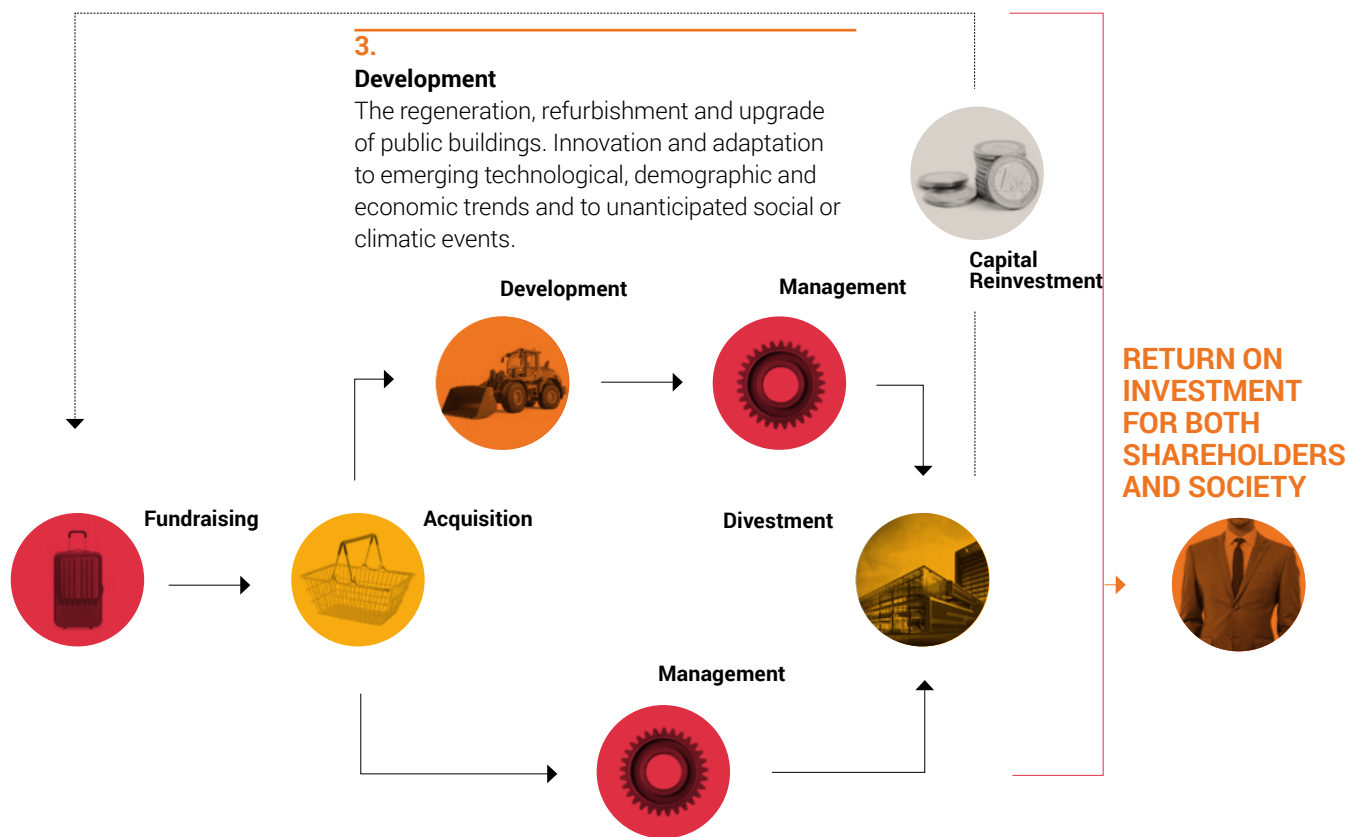 3.
Development
The regeneration, refurbishment and upgrade
of public buildings. Innovation and adaptation
to emerging technological, demographic and
economic trends and to unanticipated social or
climatic events.
Capital
Reinvestment
Development
Management
RETURN ON
INVESTMENT
FOR BOTH
SHAREHOLDERS
AND SOCIETY
Fundraising
Acquisition
Divestment
Management